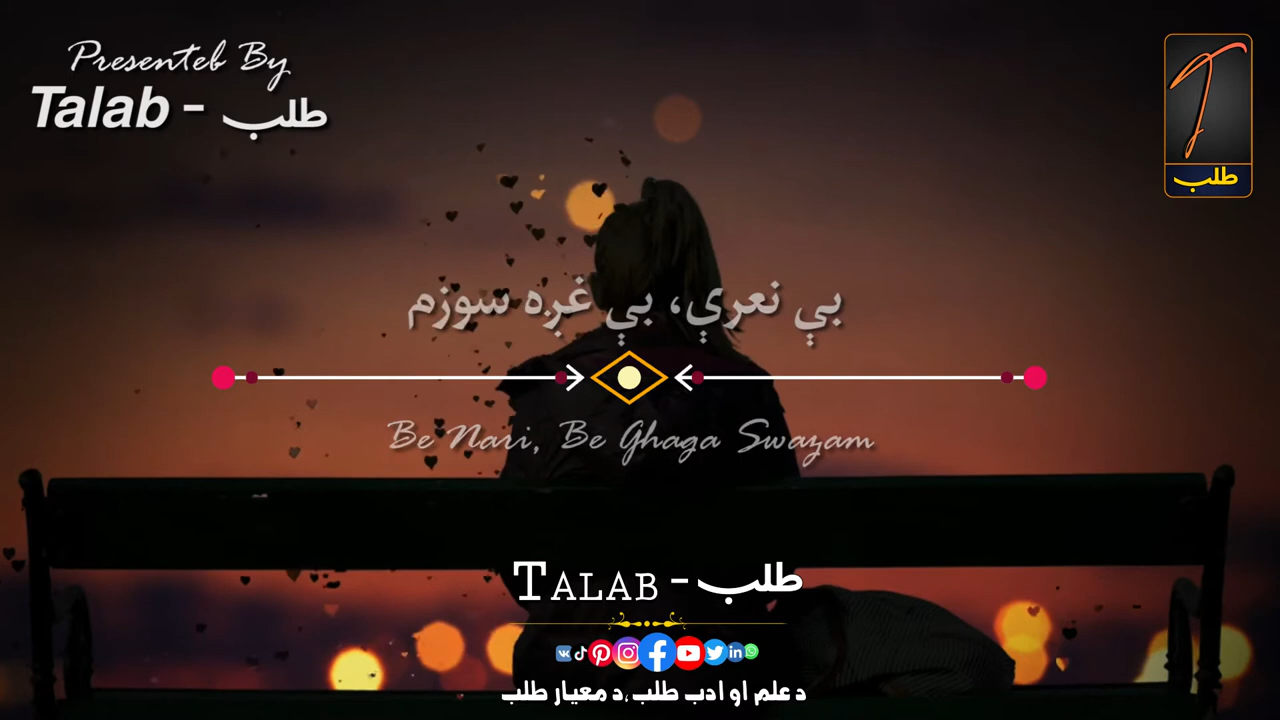 Presenteb By
Talab - طلب
طلب
بې نعرې، بې غږه سوزم
Be Nari, Be Ghaga Swazam
TALAB - طلب
د علم او ادب طلب، د معیار طلب